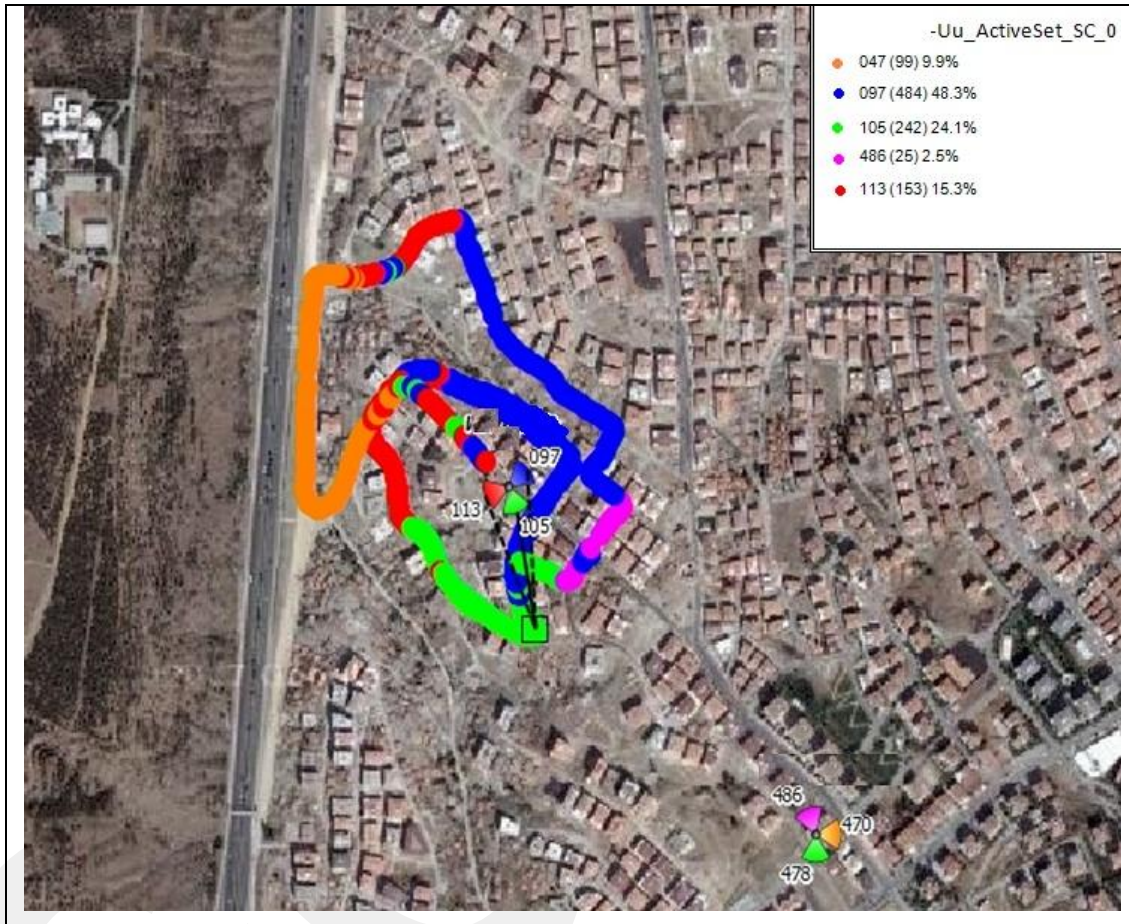 -Uu_ActiveSet_SC_0
047 (99) 9.9%
097 (484) 48.3%
105 (242) 24.1%
486 (25) 2.5%
113 (153) 15.3%
097
113
105
486
470
478